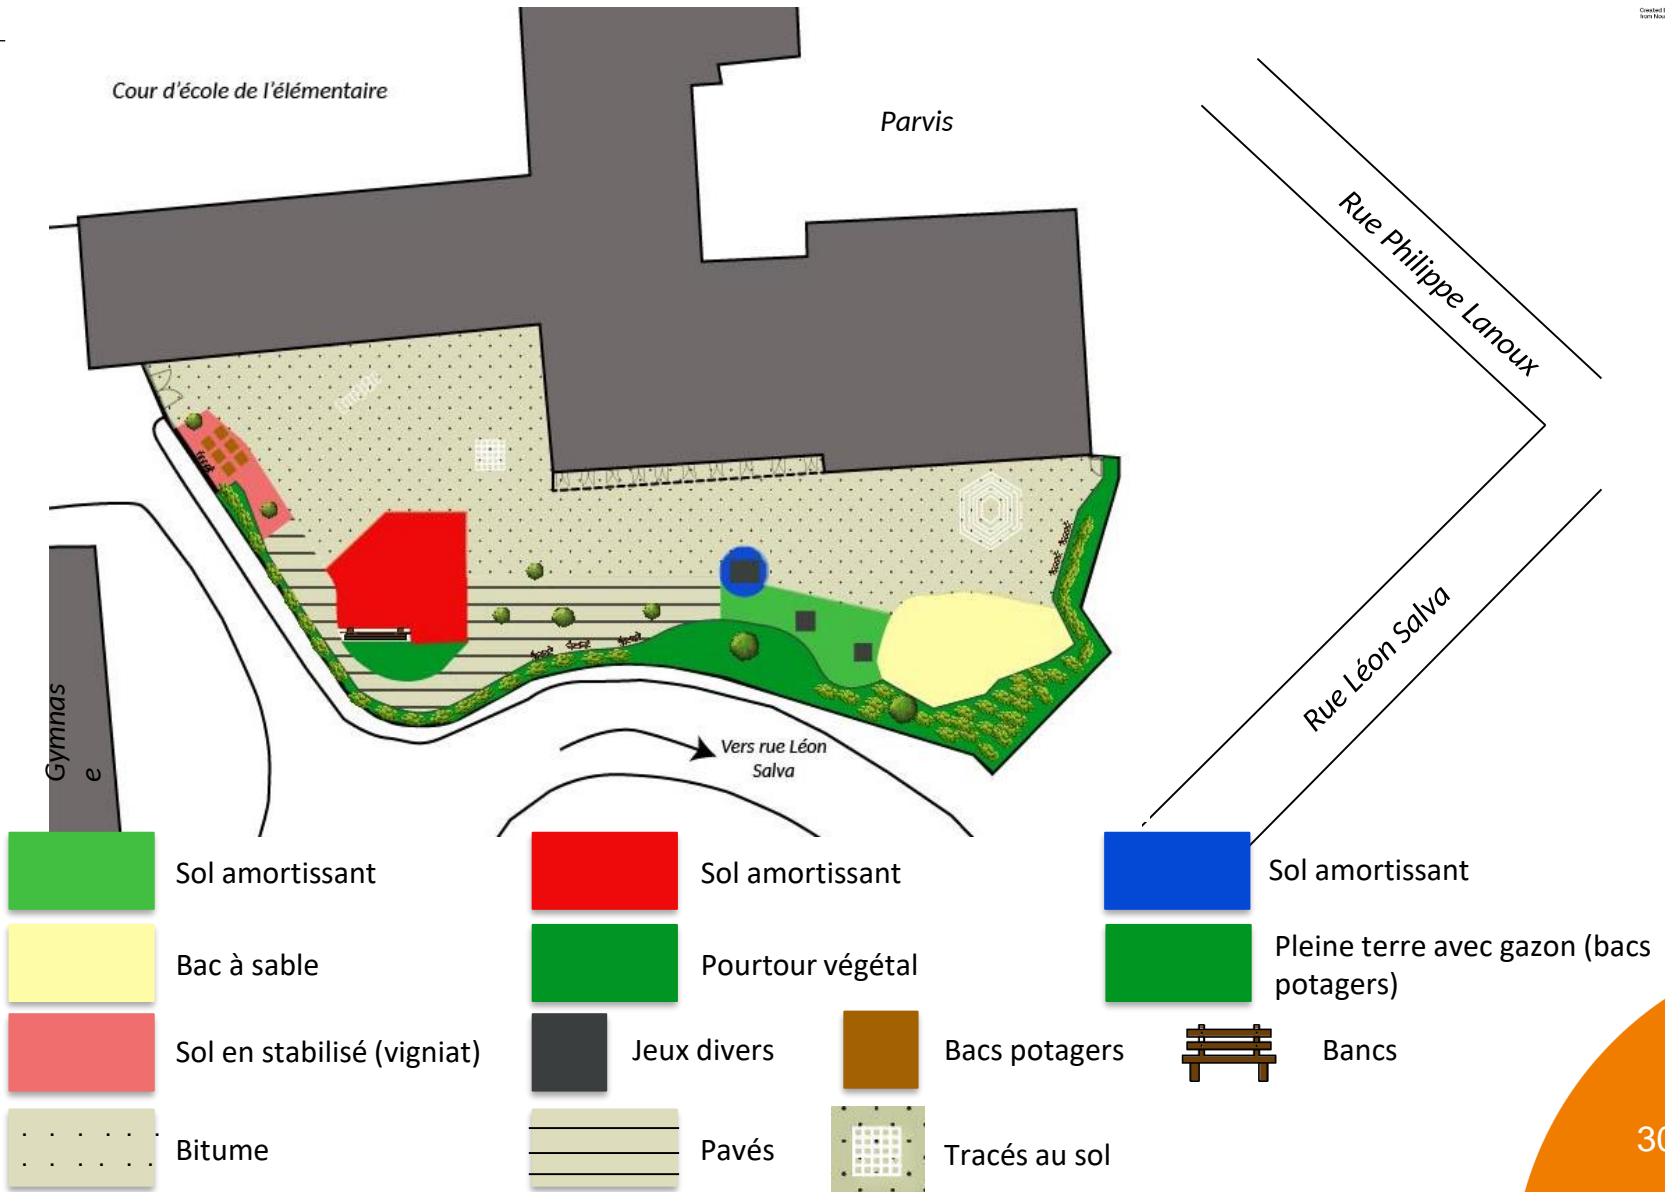 Cour d'école de l'élémentaire
Parvis
Rue Philippe Lanoux
Rue Léon Salva
Gymnas
e
Vers rue Léon
Salva
Sol amortissant
Sol amortissant
Sol amortissant
Bac à sable
Pourtour végétal
Pleine terre avec gazon (bacs
potagers)
Sol en stabilisé (vigniat)
Jeux divers
Bacs potagers
Bancs
Bitume
Pavés
Tracés au sol
30